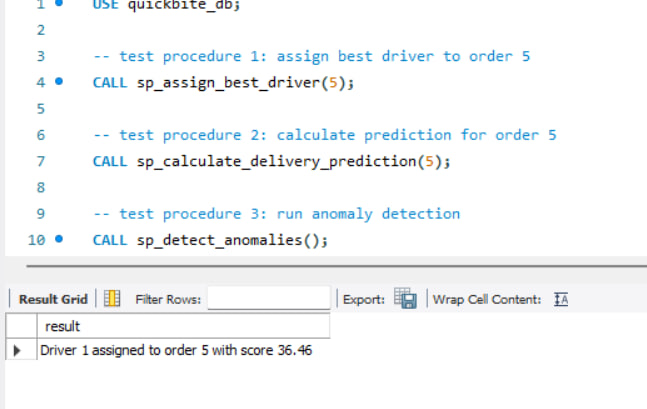 1 USE quickbite_db;
2
3 -- test procedure 1: assign best driver to order 5
4 CALL sp_assign_best_driver(5);
5
6 -- test procedure 2: calculate prediction for order 5
7 CALL sp_calculate_delivery_prediction(5);
8
9 -- test procedure 3: run anomaly detection
10 CALL sp_detect_anomalies();
Result Grid Filter Rows: Export: Wrap Cell Content: IA
result
Driver 1 assigned to order 5 with score 36.46